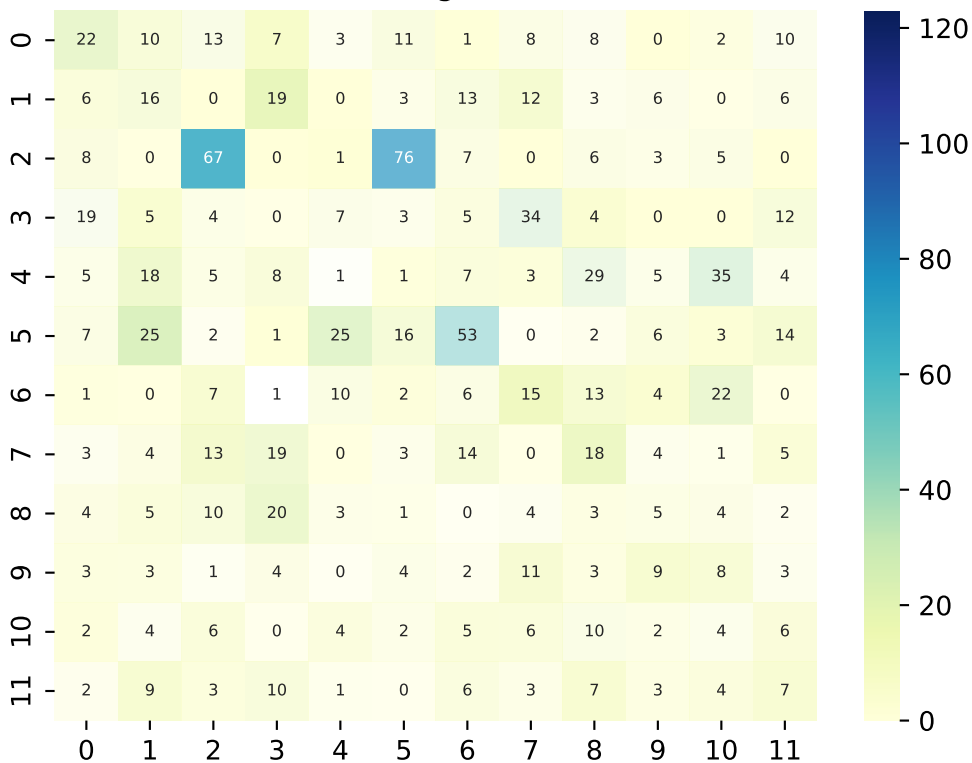 0 22 10 13 7 3 11 1 8 8 0 2 10
1 6 16 0 19 0 3 13 12 3 6 0 6
2 8 0 67 0 1 76 7 0 6 3 5 0
3 19 5 4 0 7 3 5 34 4 0 0 12
4 5 18 5 8 1 1 7 3 29 5 35 4
5 7 25 2 1 25 16 53 0 2 6 3 14
6 1 0 7 1 10 2 6 15 13 4 22 0
7 3 4 13 19 0 3 14 0 18 4 1 5
8 4 5 10 20 3 1 0 4 3 5 4 2
9 3 3 1 4 0 4 2 11 3 9 8 3
10 2 4 6 0 4 2 5 6 10 2 4 6
11 2 9 3 10 1 0 6 3 7 3 4 7
0 1 2 3 4 5 6 7 8 9 10 11
120
100
80
60
40
20
0